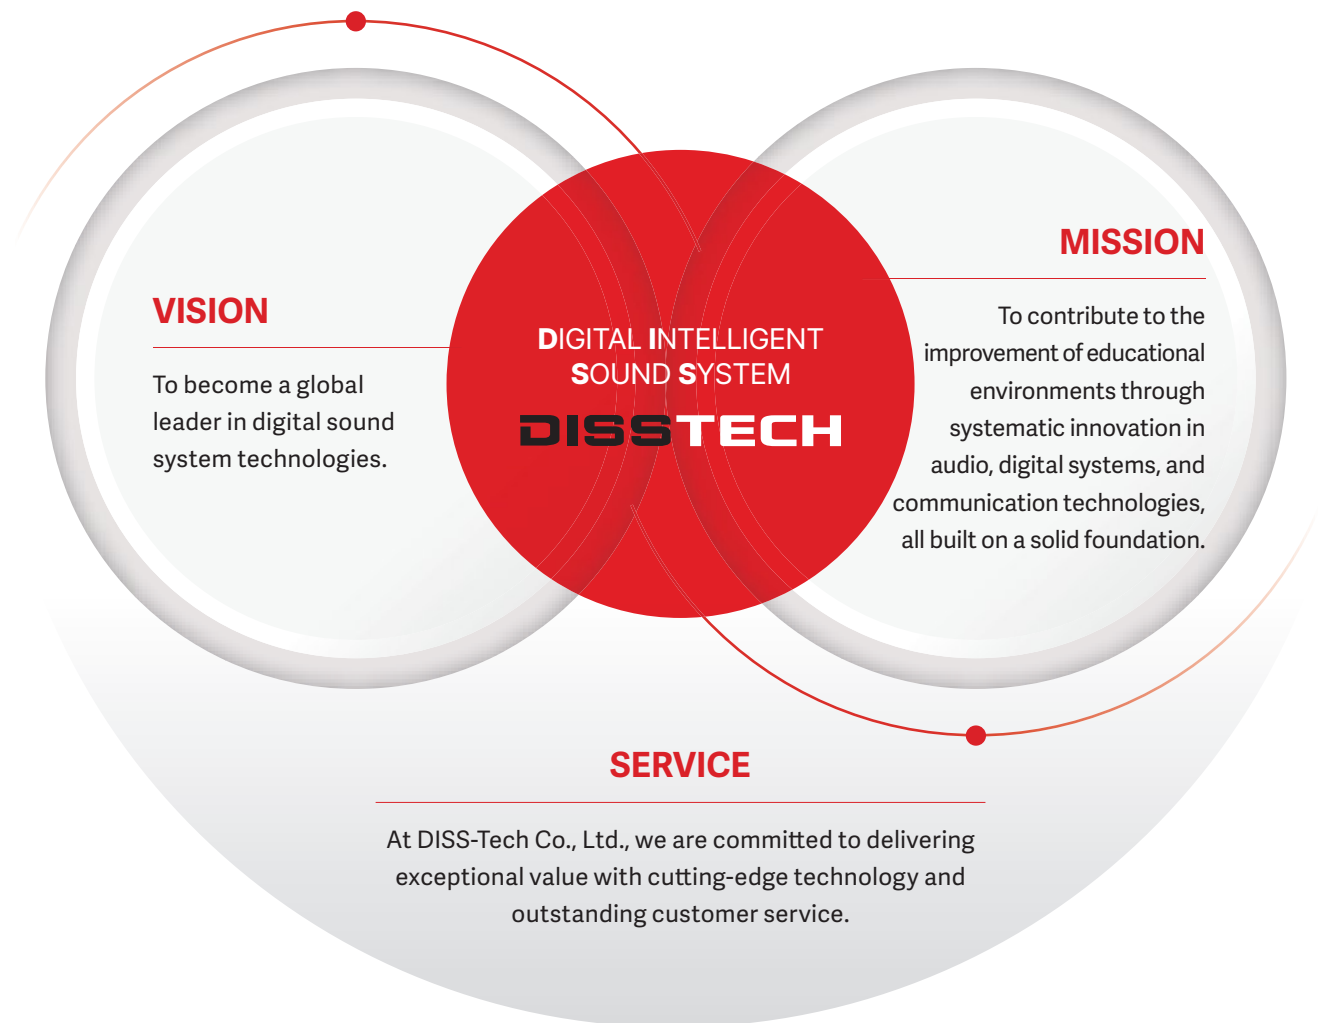 VISION
To become a global
leader in digital sound
system technologies.
DIGITAL INTELLIGENT
SOUND SYSTEM
DISSTECH
MISSION
To contribute to the
improvement of educational
environments through
systematic innovation in
audio, digital systems, and
communication technologies,
all built on a solid foundation.
SERVICE
At DISS-Tech Co., Ltd., we are committed to delivering
exceptional value with cutting-edge technology and
outstanding customer service.